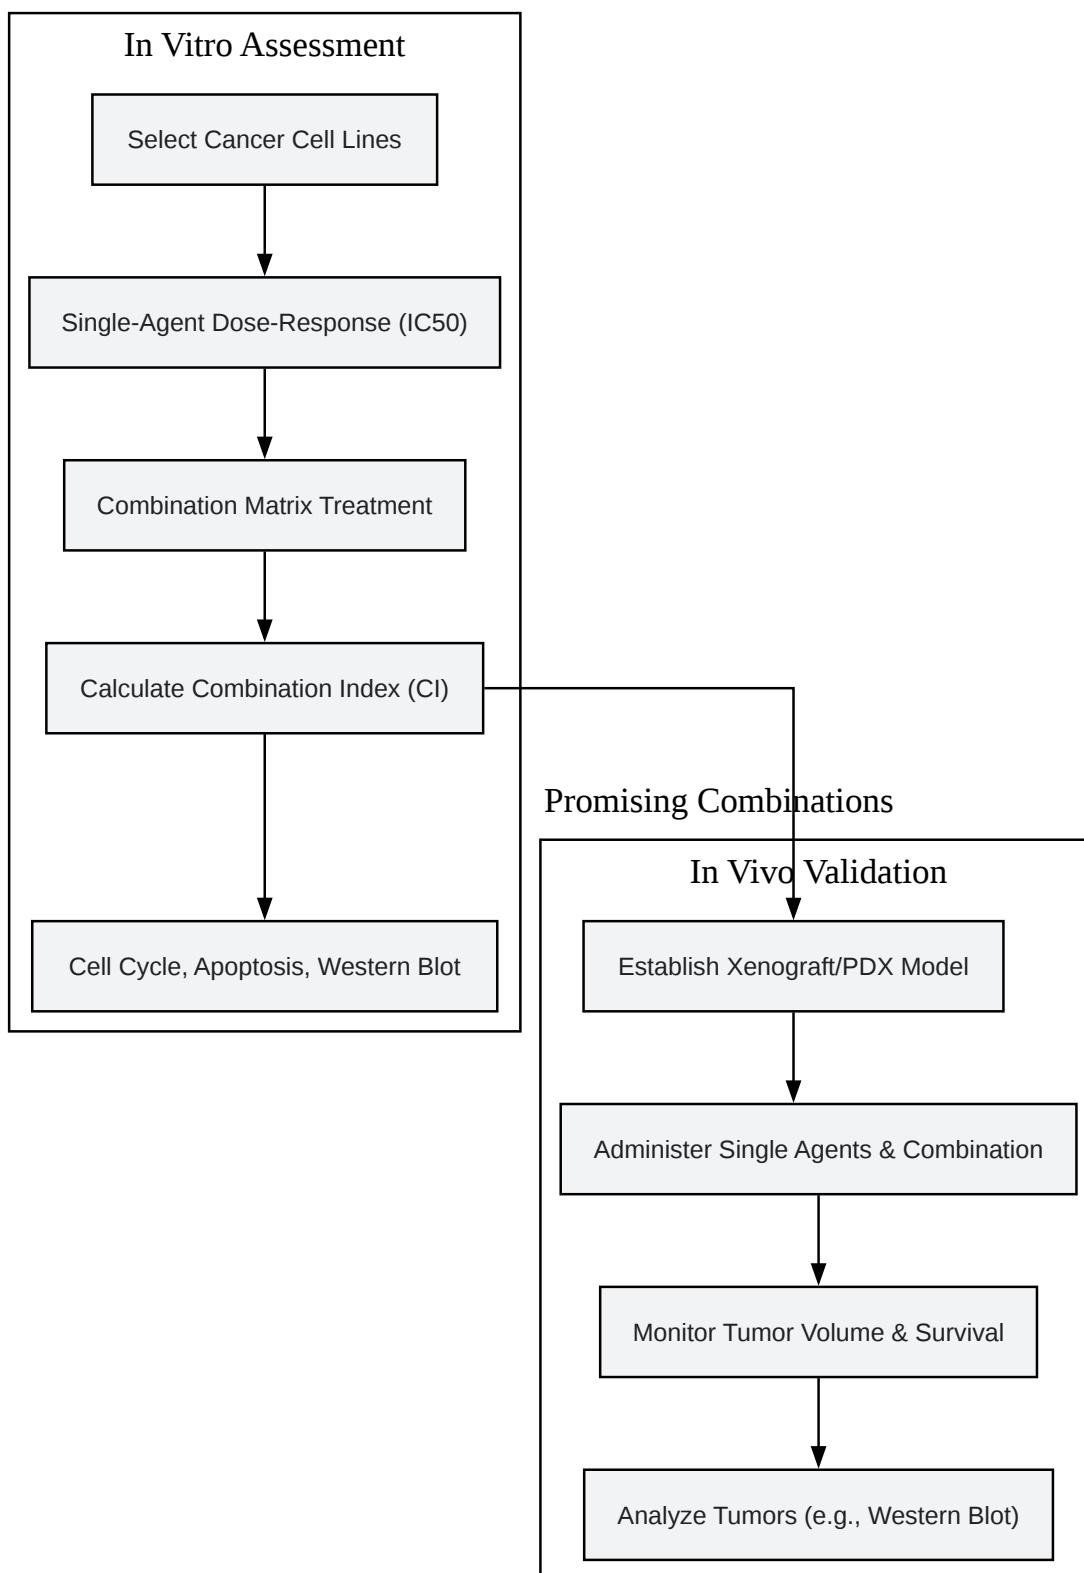 In Vitro Assessment
Select Cancer Cell Lines
Single-Agent Dose-Response (IC50)
Combination Matrix Treatment
Calculate Combination Index (CI)
Cell Cycle, Apoptosis, Western Blot
Promising Combinations
In Vivo Validation
Establish Xenograft/PDX Model
Administer Single Agents & Combination
Monitor Tumor Volume & Survival
Analyze Tumors (e.g., Western Blot)